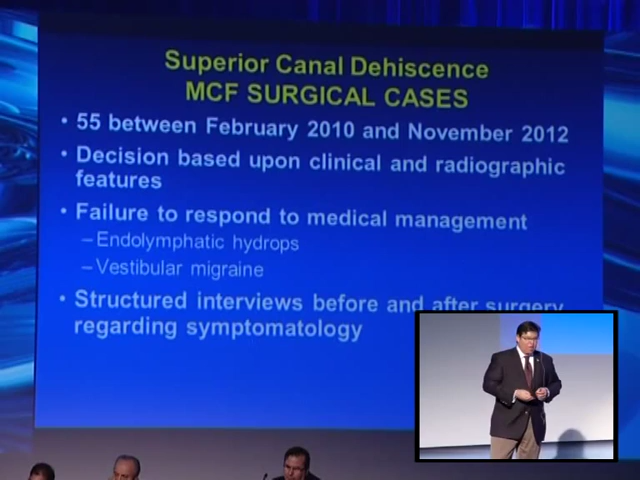 Superior Canal Dehiscence
MCF SURGICAL CASES
• 55 between February 2010 and November 2012
• Decision based upon clinical and radiographic
features
• Failure to respond to medical management
–Endolymphatic hydrops
–Vestibular migraine
• Structured interviews before and after surgery
regarding symptomatology